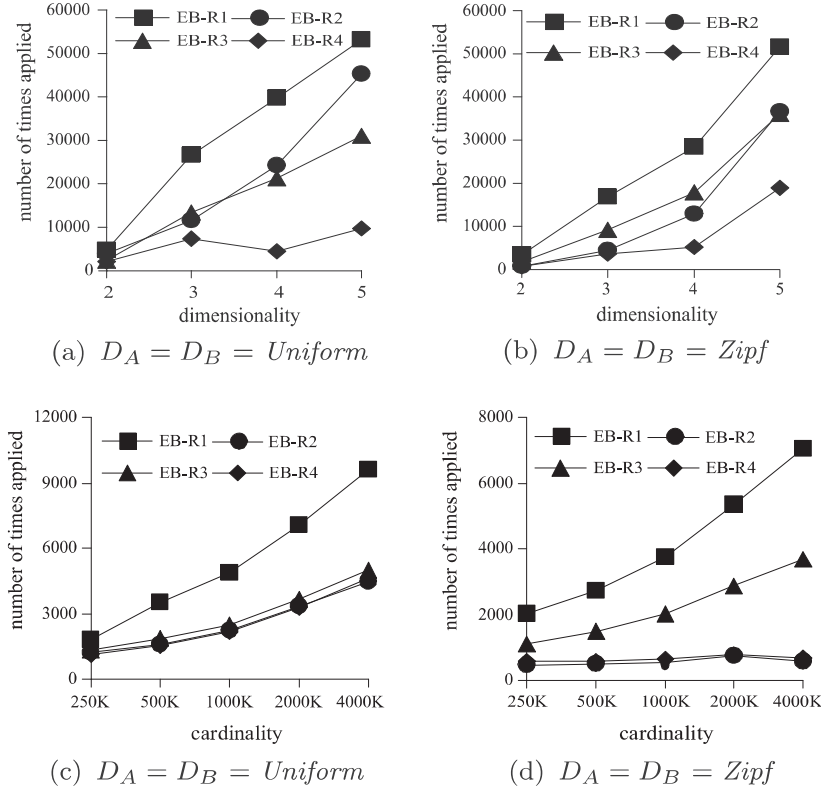 number of times applied
60000
50000
40000
30000
20000
10000
0
EB-R1
EB-R2
EB-R3
EB-R4
2
3
4
5
dimensionality
(a) D_A = D_B = Uniform
number of times applied
60000
50000
40000
30000
20000
10000
0
EB-R1
EB-R2
EB-R3
EB-R4
2
3
4
5
dimensionality
(b) D_A = D_B = Zipf
number of times applied
12000
9000
6000
3000
0
EB-R1
EB-R2
EB-R3
EB-R4
250K
500K
1000K
2000K
4000K
cardinality
(c) D_A = D_B = Uniform
number of times applied
8000
6000
4000
2000
0
EB-R1
EB-R2
EB-R3
EB-R4
250K
500K
1000K
2000K
4000K
cardinality
(d) D_A = D_B = Zipf